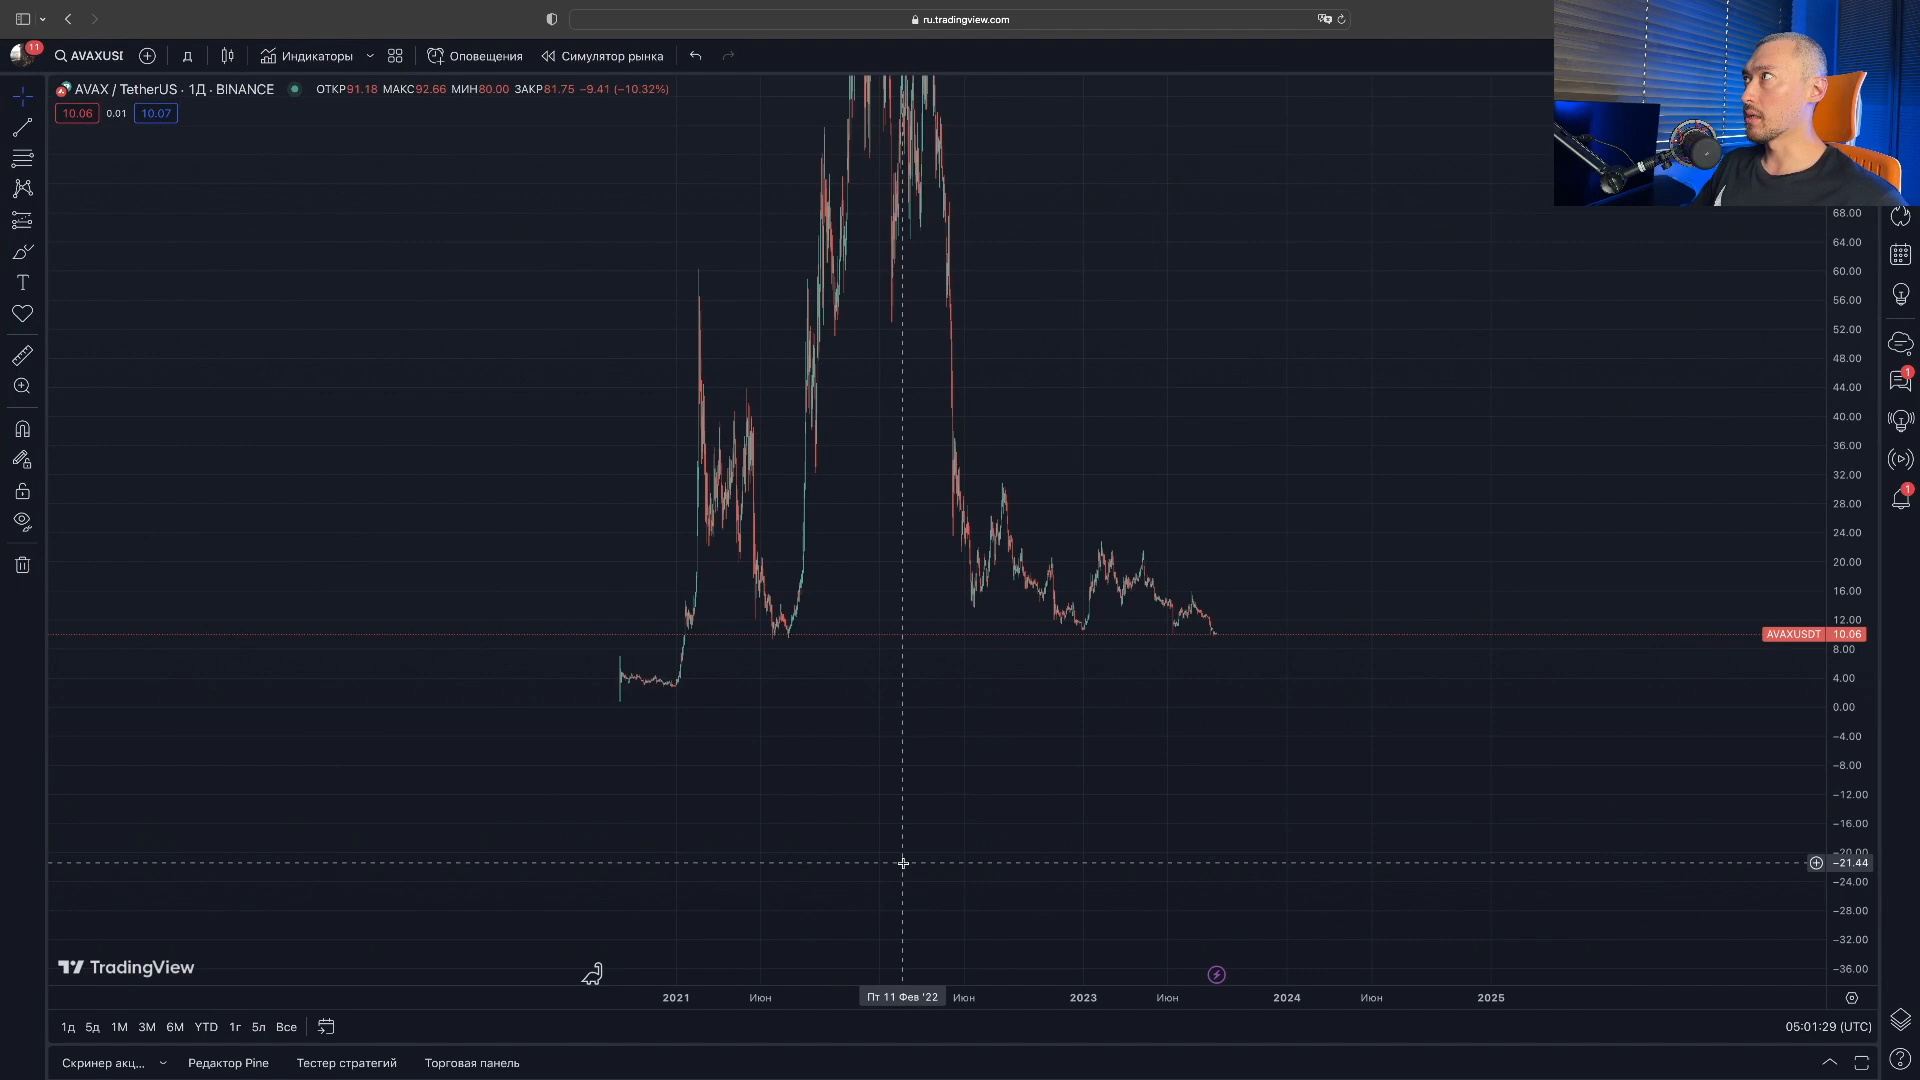 ru.tradingview.com
11
AVAXUSI
Д
Индикаторы
Оповещения
Симулятор рынка
AVAX / TetherUS · 1Д · BINANCE
ОТКР91.18 МАКС92.66 МИН80.00 ЗАКР81.75 −9.41 (−10.32%)
10.06
0.01
10.07
68.00
64.00
60.00
56.00
52.00
48.00
44.00
40.00
36.00
32.00
28.00
24.00
20.00
16.00
12.00
AVAXUSDT 10.06
8.00
4.00
0.00
−4.00
−8.00
−12.00
−16.00
−20.00
−21.44
−24.00
−28.00
−32.00
−36.00
1
1
TradingView
2021
Июн
Пт 11 Фев '22
Июн
2023
Июн
2024
Июн
2025
1д 5д 1М 3М 6М YTD 1г 5л Все
05:01:29 (UTC)
Скринер акц...
Редактор Pine
Тестер стратегий
Торговая панель